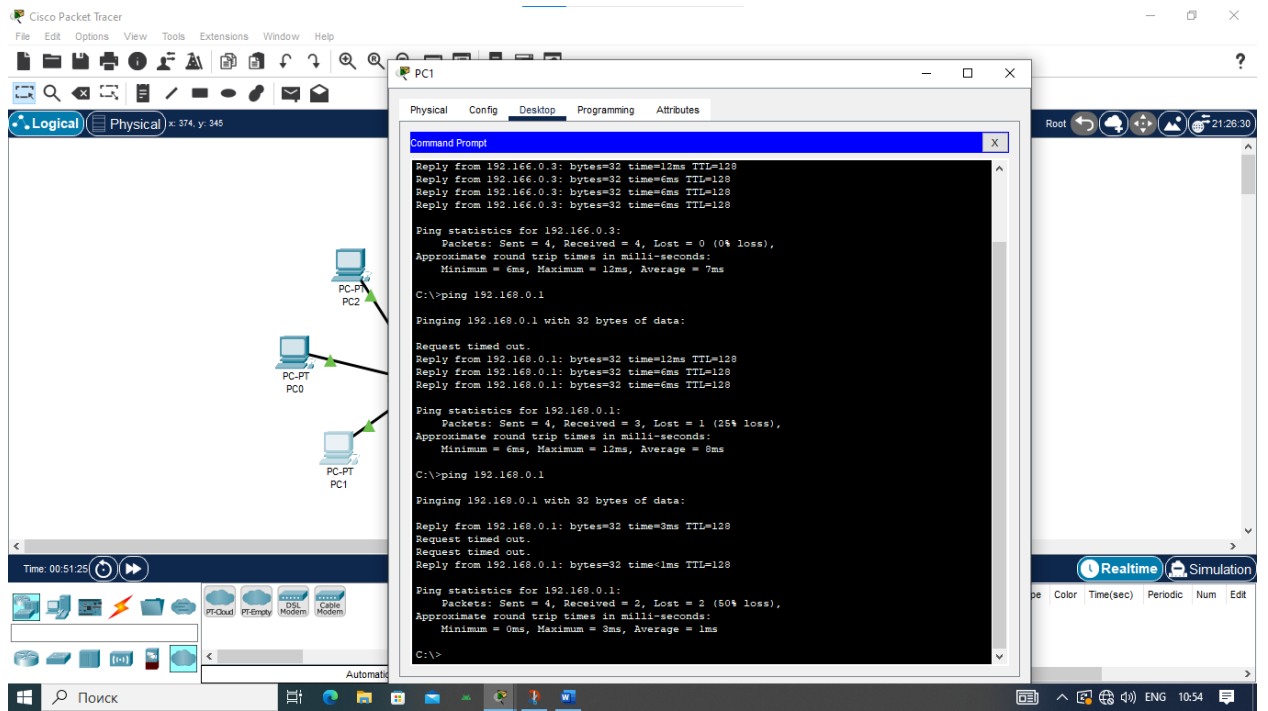 Cisco Packet Tracer
File Edit Options View Tools Extensions Window Help
?
Logical Physical x: 374, y: 345
Root 21:26:30
PC1
Physical Config Desktop Programming Attributes
Command Prompt X
Reply from 192.166.0.3: bytes=32 time=12ms TTL=128
Reply from 192.166.0.3: bytes=32 time=6ms TTL=128
Reply from 192.166.0.3: bytes=32 time=6ms TTL=128
Reply from 192.166.0.3: bytes=32 time=6ms TTL=128
Ping statistics for 192.166.0.3:
Packets: Sent = 4, Received = 4, Lost = 0 (0% loss),
Approximate round trip times in milli-seconds:
Minimum = 6ms, Maximum = 12ms, Average = 7ms
C:\>ping 192.168.0.1
Pinging 192.168.0.1 with 32 bytes of data:
Request timed out.
Reply from 192.168.0.1: bytes=32 time=12ms TTL=128
Reply from 192.168.0.1: bytes=32 time=6ms TTL=128
Reply from 192.168.0.1: bytes=32 time=6ms TTL=128
Ping statistics for 192.168.0.1:
Packets: Sent = 4, Received = 3, Lost = 1 (25% loss),
Approximate round trip times in milli-seconds:
Minimum = 6ms, Maximum = 12ms, Average = 8ms
C:\>ping 192.168.0.1
Pinging 192.168.0.1 with 32 bytes of data:
Reply from 192.168.0.1: bytes=32 time=3ms TTL=128
Request timed out.
Request timed out.
Reply from 192.168.0.1: bytes=32 time<1ms TTL=128
Ping statistics for 192.168.0.1:
Packets: Sent = 4, Received = 2, Lost = 2 (50% loss),
Approximate round trip times in milli-seconds:
Minimum = 0ms, Maximum = 3ms, Average = 1ms
C:\>
PC-PT
PC2
PC-PT
PC0
PC-PT
PC1
Time: 00:51:25
Realtime Simulation
PT-Cloud PT-Empty DSL Modem Cable Modem
pe Color Time(sec) Periodic Num Edit
Automatic
Поиск
ENG 10:54